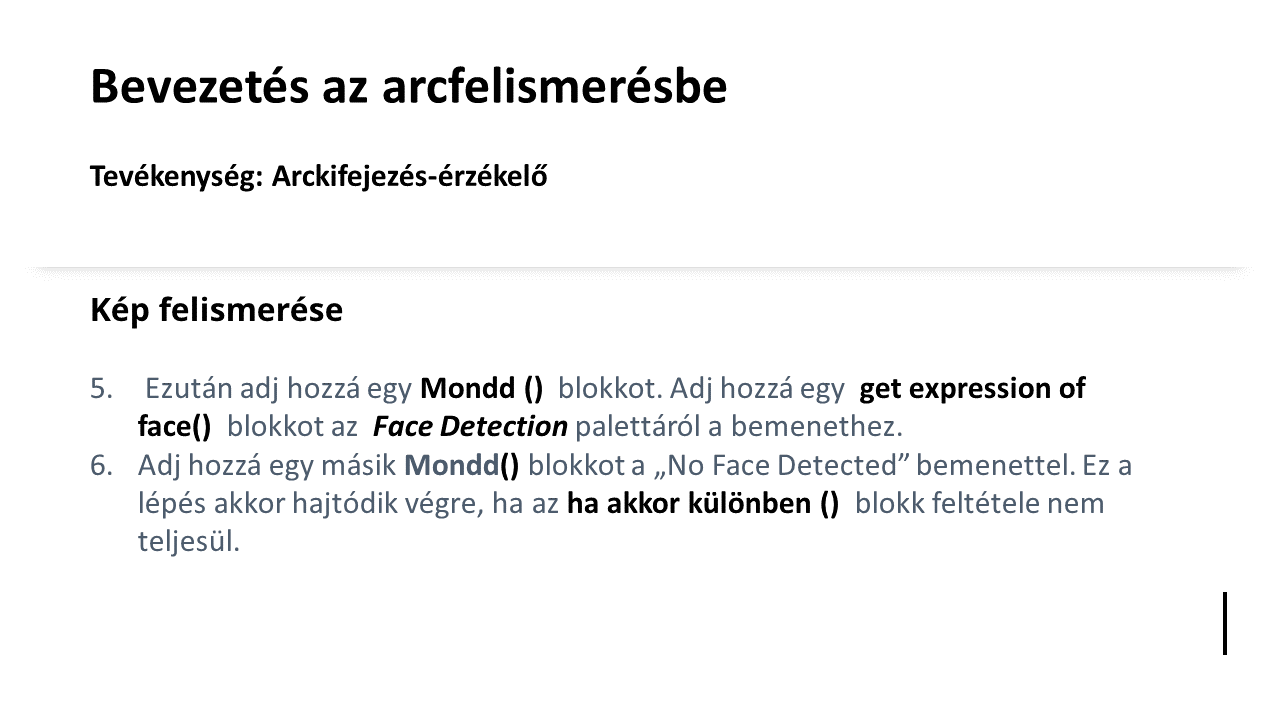 Bevezetés az arcfelismerésbe
Tevékenység: Arckifejezés-érzékelő
Kép felismerése
5. Ezután adj hozzá egy Mondd () blokkot. Adj hozzá egy get expression of
face() blokkot az Face Detection palettáról a bemenethez.
6. Adj hozzá egy másik Mondd() blokkot a „No Face Detected” bemenettel. Ez a
lépés akkor hajtódik végre, ha az ha akkor különben () blokk feltétele nem
teljesül.